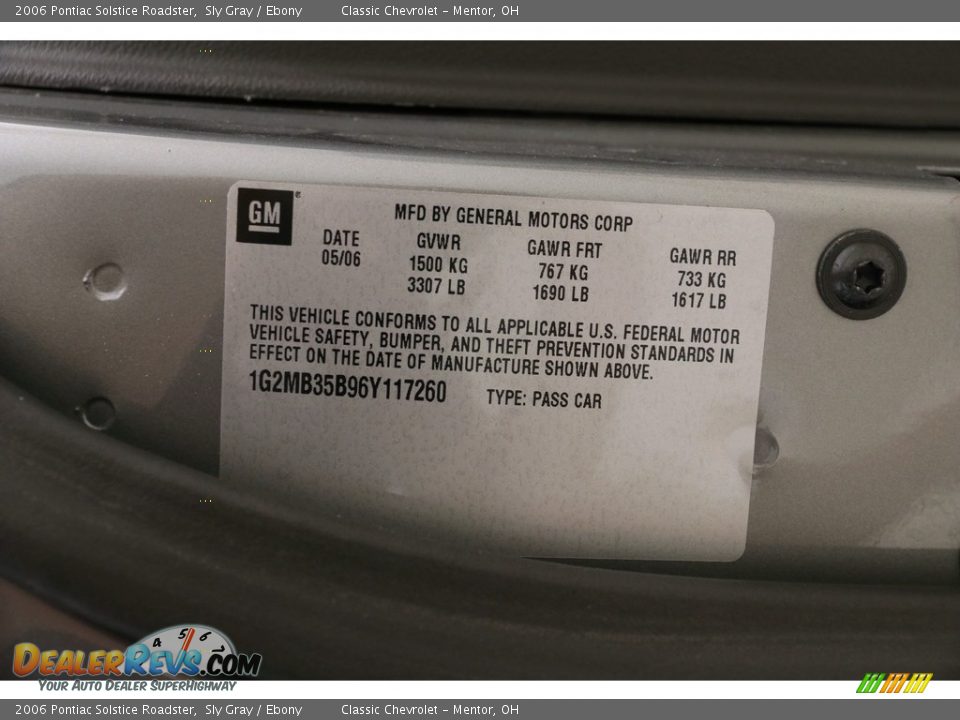 2006 Pontiac Solstice Roadster, Sly Gray / Ebony Classic Chevrolet - Mentor, OH
GM®
MFD BY GENERAL MOTORS CORP
DATE GVWR GAWR FRT GAWR RR
05/06 1500 KG 767 KG 733 KG
3307 LB 1690 LB 1617 LB
THIS VEHICLE CONFORMS TO ALL APPLICABLE U.S. FEDERAL MOTOR
VEHICLE SAFETY, BUMPER, AND THEFT PREVENTION STANDARDS IN
EFFECT ON THE DATE OF MANUFACTURE SHOWN ABOVE.
1G2MB35B96Y117260 TYPE: PASS CAR
4 5 6
DEALERREVS.COM
YOUR AUTO DEALER SUPERHIGHWAY
2006 Pontiac Solstice Roadster, Sly Gray / Ebony Classic Chevrolet - Mentor, OH